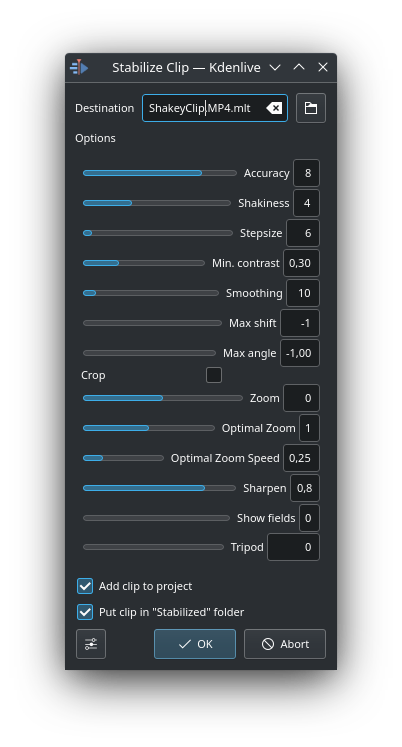 Stabilize Clip — Kdenlive
Destination ShakeyClip.MP4.mlt
Options
Accuracy 8
Shakiness 4
Stepsize 6
Min. contrast 0,30
Smoothing 10
Max shift -1
Max angle -1,00
Crop
Zoom 0
Optimal Zoom 1
Optimal Zoom Speed 0,25
Sharpen 0,8
Show fields 0
Tripod 0
Add clip to project
Put clip in "Stabilized" folder
OK Abort